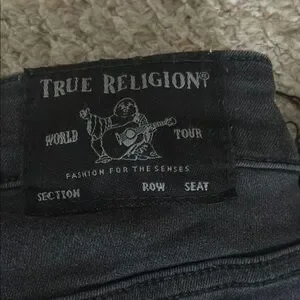 TRUE RELIGION
WORLD TOUR
FASHION FOR THE SENSES
SECTION ROW SEAT